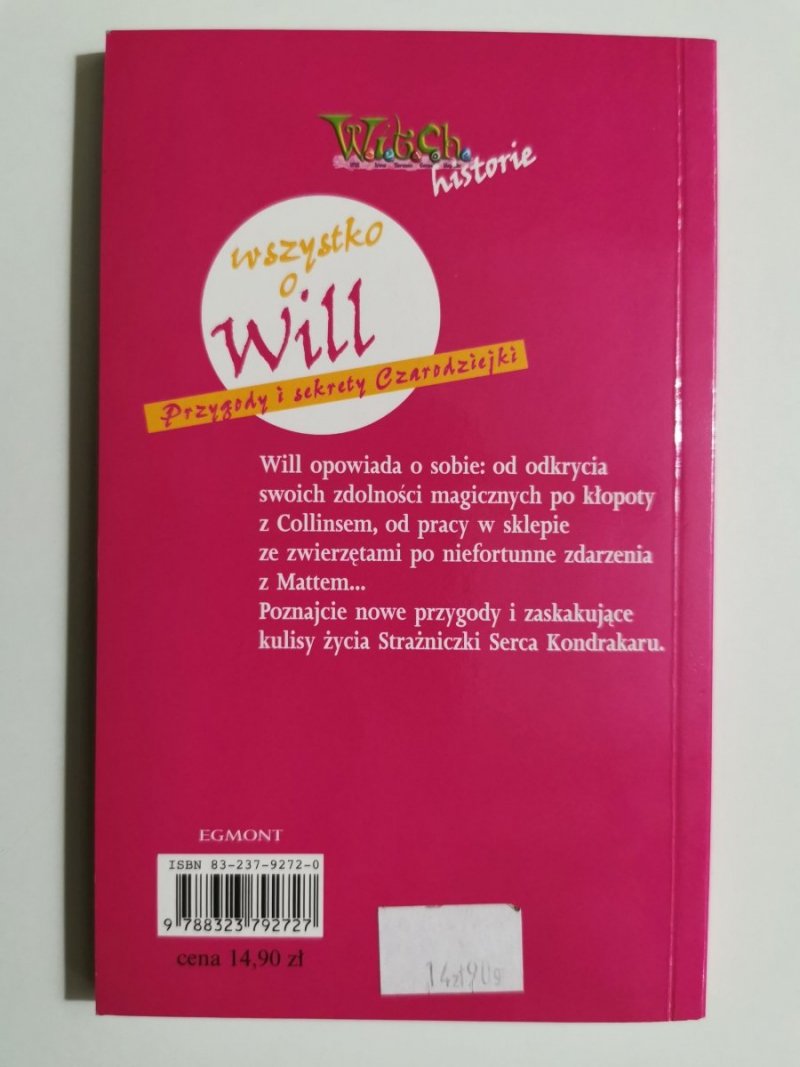 Witch
historie
wszystko
o
Will
Przygody i sekrety Czarodziejki
Will opowiada o sobie: od odkrycia
swoich zdolności magicznych po kłopoty
z Collinsem, od pracy w sklepie
ze zwierzętami po niefortunne zdarzenia
z Mattem...
Poznajcie nowe przygody i zaskakujące
kulisy życia Strażniczki Serca Kondrakaru.
EGMONT
ISBN 83-237-9272-0
9 788323 792727
cena 14,90 zł
14zł90g